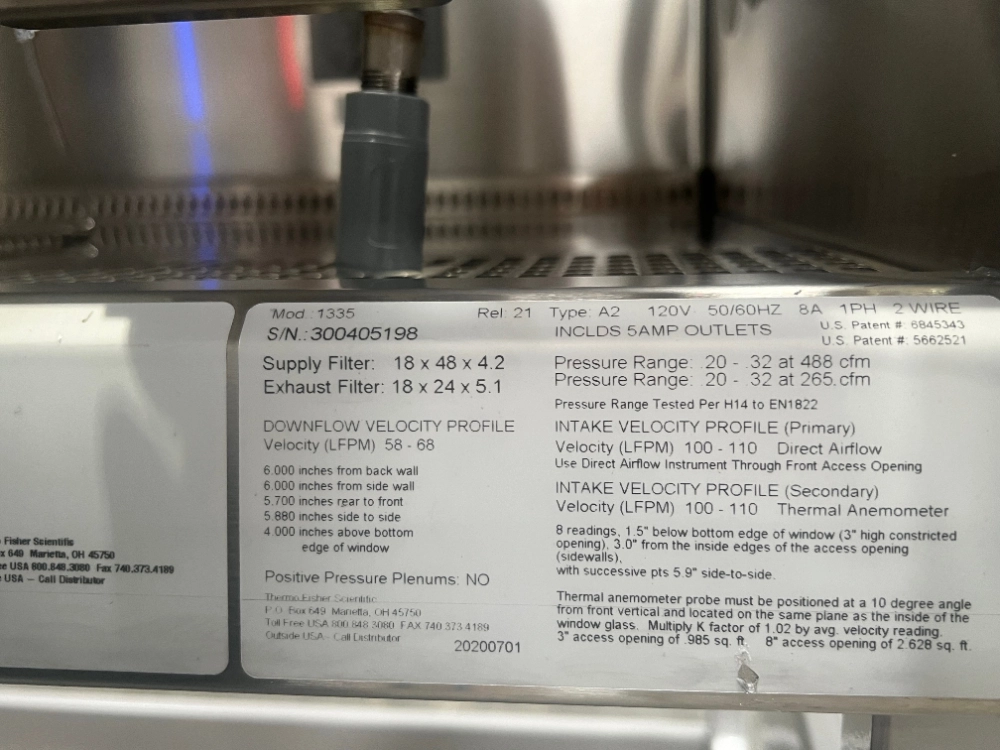 Mod. 1335 Rel: 21 Type: A2 120V 50/60HZ 8A 1PH 2 WIRE
S/N.: 300405198 INCLDS 5AMP OUTLETS
U.S. Patent #: 6845343
U.S. Patent #: 5662521
Supply Filter: 18 x 48 x 4.2
Exhaust Filter: 18 x 24 x 5.1
Pressure Range: .20 - .32 at 488 cfm
Pressure Range: .20 - .32 at 265.cfm
Pressure Range Tested Per H14 to EN1822
DOWNFLOW VELOCITY PROFILE
Velocity (LFPM) 58 - 68
6.000 inches from back wall
6.000 inches from side wall
5.700 inches rear to front
5.880 inches side to side
4.000 inches above bottom
edge of window
Positive Pressure Plenums: NO
Thermo Fisher Scientific
P.O. Box 649 Marietta, OH 45750
Toll Free USA 800 848 3080 FAX 740 373 4189
Outside USA - Call Distributor
20200701
INTAKE VELOCITY PROFILE (Primary)
Velocity (LFPM) 100 - 110 Direct Airflow
Use Direct Airflow Instrument Through Front Access Opening
INTAKE VELOCITY PROFILE (Secondary)
Velocity (LFPM) 100 - 110 Thermal Anemometer
8 readings, 1.5" below bottom edge of window (3" high constricted
opening), 3.0" from the inside edges of the access opening
(sidewalls),
with successive pts 5.9" side-to-side.
Thermal anemometer probe must be positioned at a 10 degree angle
from front vertical and located on the same plane as the inside of the
window glass. Multiply K factor of 1.02 by avg. velocity reading.
3" access opening of .985 sq. ft. 8" access opening of 2.628 sq. ft.
Fisher Scientific
x 649 Marietta, OH 45750
ee USA 800.848.3080 Fax 740.373.4189
USA – Call Distributor